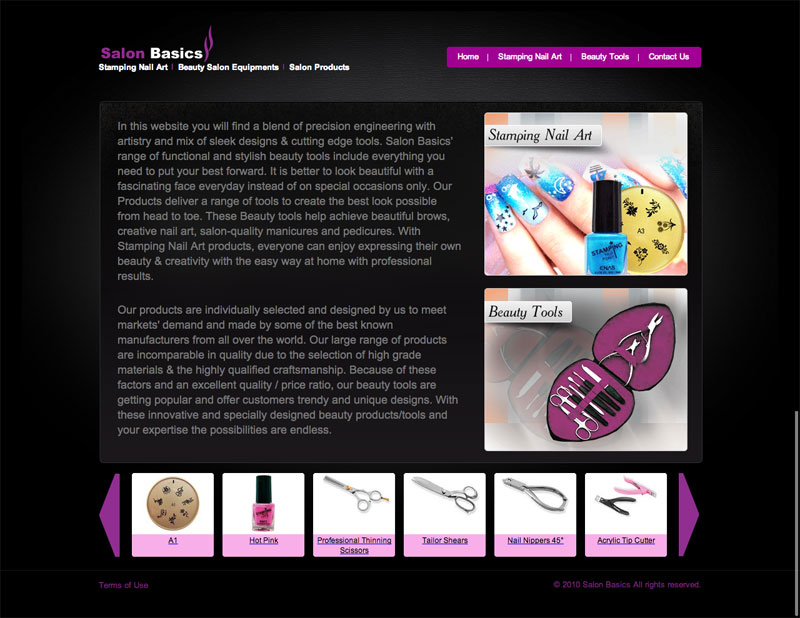 Salon Basics
Stamping Nail Art | Beauty Salon Equipments | Salon Products
Home | Stamping Nail Art | Beauty Tools | Contact Us
In this website you will find a blend of precision engineering with
artistry and mix of sleek designs & cutting edge tools. Salon Basics'
range of functional and stylish beauty tools include everything you
need to put your best forward. It is better to look beautiful with a
fascinating face everyday instead of on special occasions only. Our
Products deliver a range of tools to create the best look possible
from head to toe. These Beauty tools help achieve beautiful brows,
creative nail art, salon-quality manicures and pedicures. With
Stamping Nail Art products, everyone can enjoy expressing their own
beauty & creativity with the easy way at home with professional
results.
Our products are individually selected and designed by us to meet
markets' demand and made by some of the best known
manufacturers from all over the world. Our large range of products
are incomparable in quality due to the selection of high grade
materials & the highly qualified craftsmanship. Because of these
factors and an excellent quality / price ratio, our beauty tools are
getting popular and offer customers trendy and unique designs. With
these innovative and specially designed beauty products/tools and
your expertise the possibilities are endless.
Stamping Nail Art
STAMPING
A3
Beauty Tools
A1
Hot Pink
Professional Thinning
Scissors
Tailor Shears
Nail Nippers 45"
Acrylic Tip Cutter
Terms of Use
© 2010 Salon Basics All rights reserved.